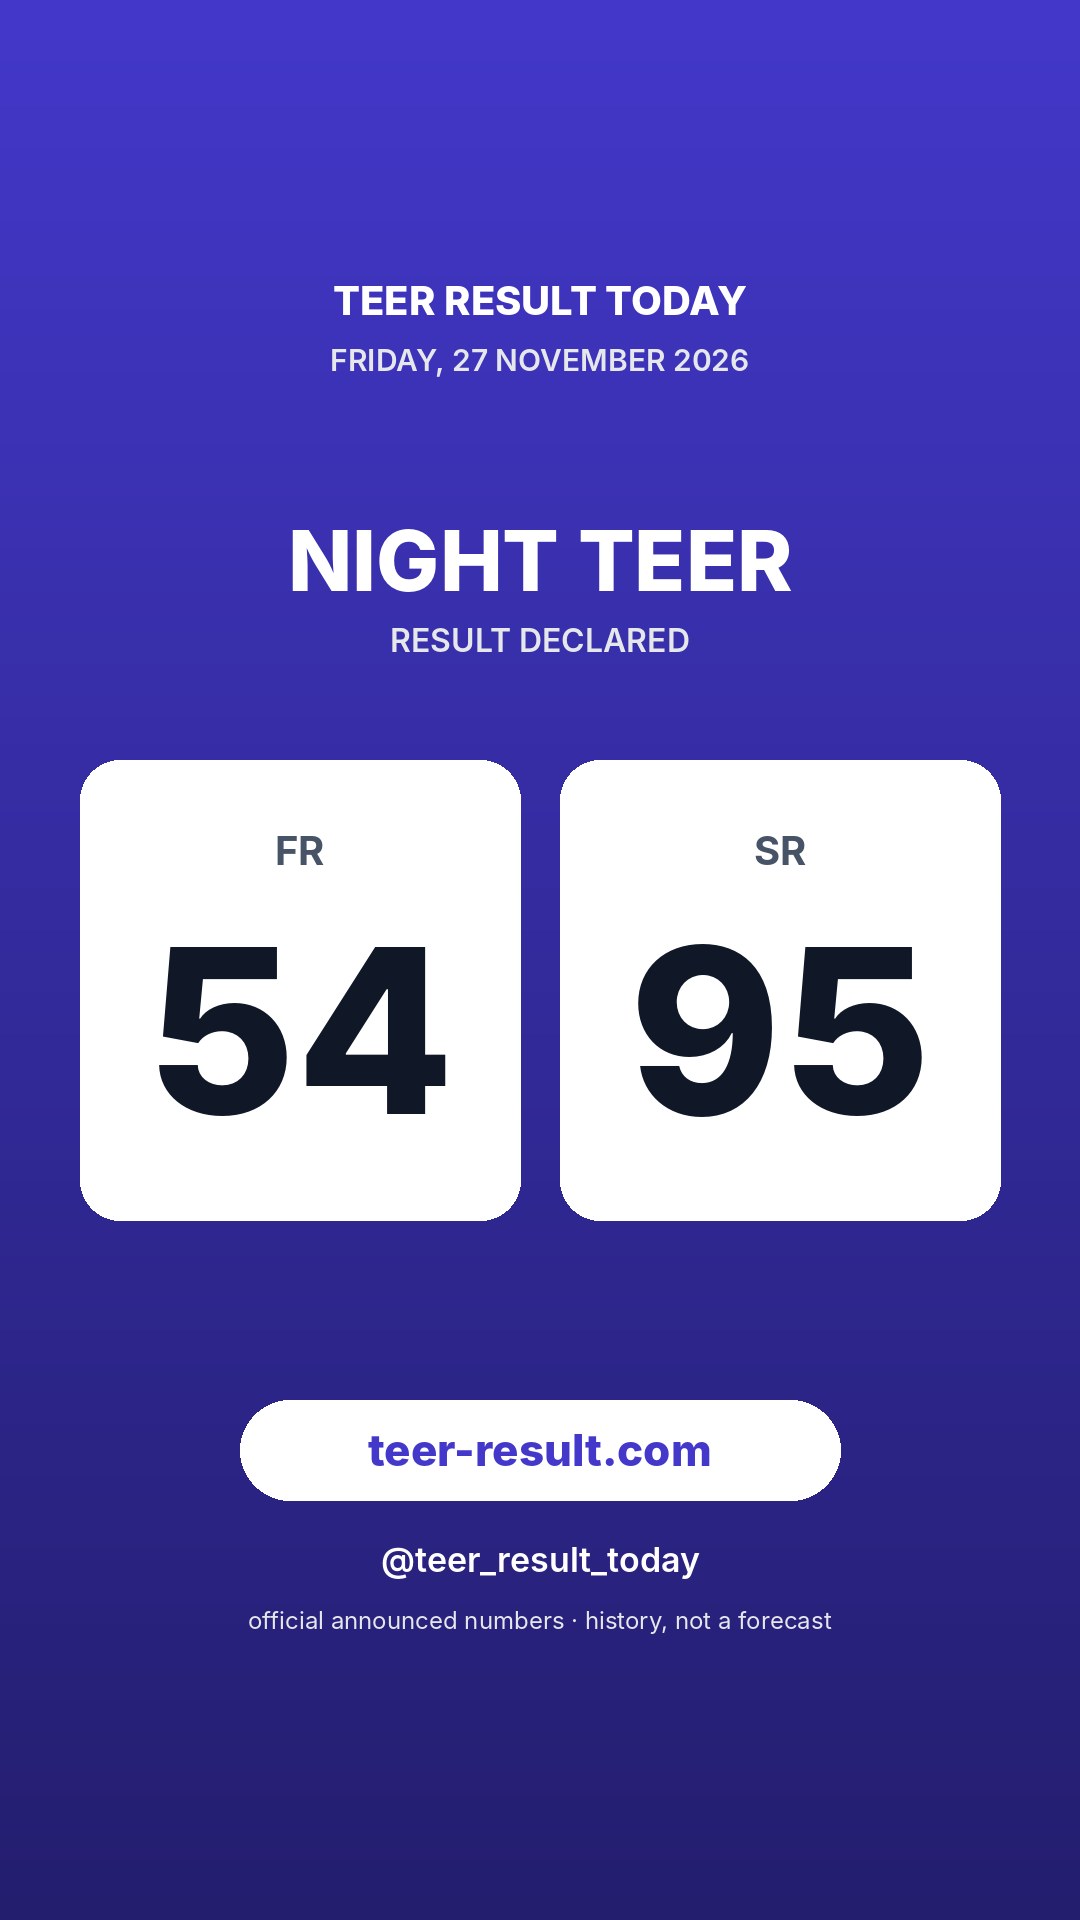 TEER RESULT TODAY
FRIDAY, 27 NOVEMBER 2026
NIGHT TEER
RESULT DECLARED
FR
54
SR
95
teer-result.com
@teer_result_today
official announced numbers · history, not a forecast